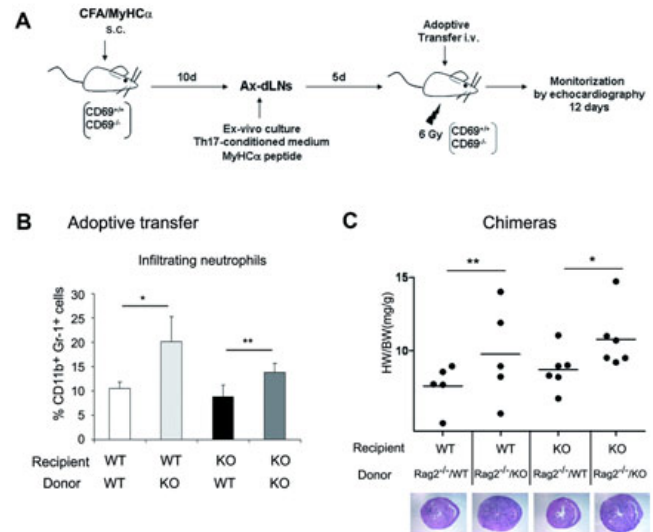 A
CFA/MyHCα
s.c.
CD69+/+
CD69-/-
10d
Ax-dLNs
Ex-vivo culture
Th17-conditioned medium
MyHCα peptide
5d
Adoptive
Transfer i.v.
6 Gy
CD69+/+
CD69-/-
Monitorization
by echocardiography
12 days
B Adoptive transfer
Infiltrating neutrophils
% CD11b+ Gr-1+ cells
30
25
20
15
10
5
0
*
**
Recipient WT WT KO KO
Donor WT KO WT KO
C Chimeras
HW/BW(mg/g)
15
10
**
*
Recipient WT WT KO KO
Donor Rag2-/-/WT Rag2-/-/KO Rag2-/-/WT Rag2-/-/KO